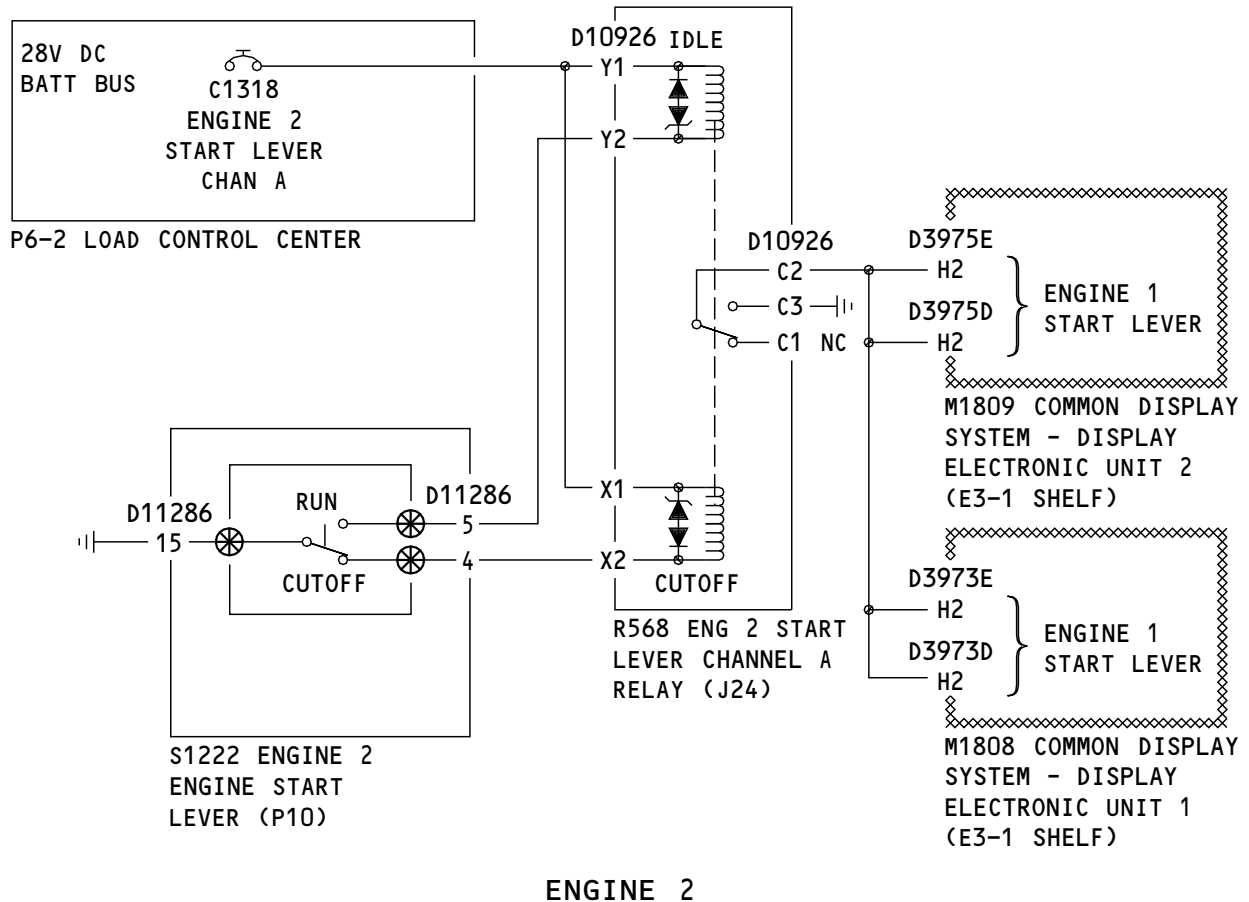 28V DC
BATT BUS
C1318
ENGINE 2
START LEVER
CHAN A
P6-2 LOAD CONTROL CENTER
D10926 IDLE
Y1
Y2
D10926
C2
C3
C1 NC
X1
X2
CUTOFF
R568 ENG 2 START
LEVER CHANNEL A
RELAY (J24)
D11286
15
RUN
CUTOFF
D11286
5
4
S1222 ENGINE 2
ENGINE START
LEVER (P10)
D3975E
H2
D3975D
H2
ENGINE 1
START LEVER
M1809 COMMON DISPLAY
SYSTEM - DISPLAY
ELECTRONIC UNIT 2
(E3-1 SHELF)
D3973E
H2
D3973D
H2
ENGINE 1
START LEVER
M1808 COMMON DISPLAY
SYSTEM - DISPLAY
ELECTRONIC UNIT 1
(E3-1 SHELF)
ENGINE 2